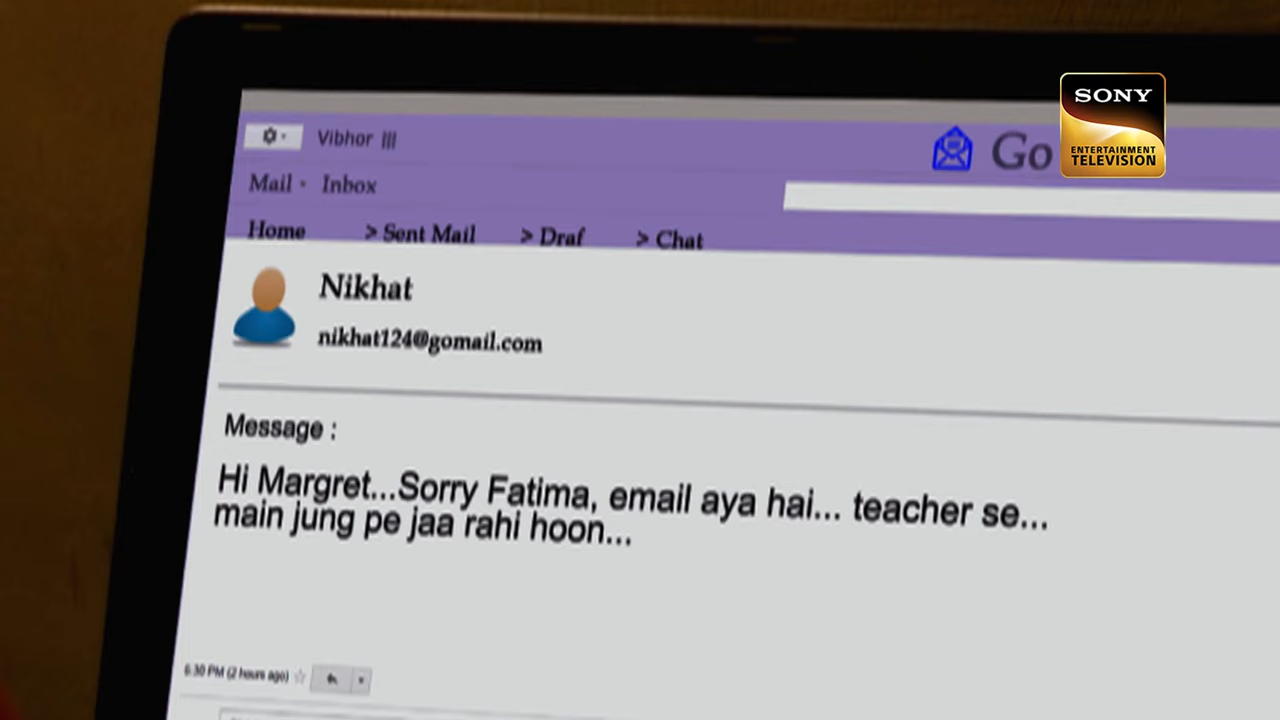 SONY
ENTERTAINMENT
TELEVISION
Vibhor |||
Go
Mail Inbox
Home > Sent Mail > Draf > Chat
Nikhat
nikhat124@gomail.com
Message :
Hi Margret...Sorry Fatima, email aya hai... teacher se...
main jung pe jaa rahi hoon...
6:30 PM (2 hours ago)